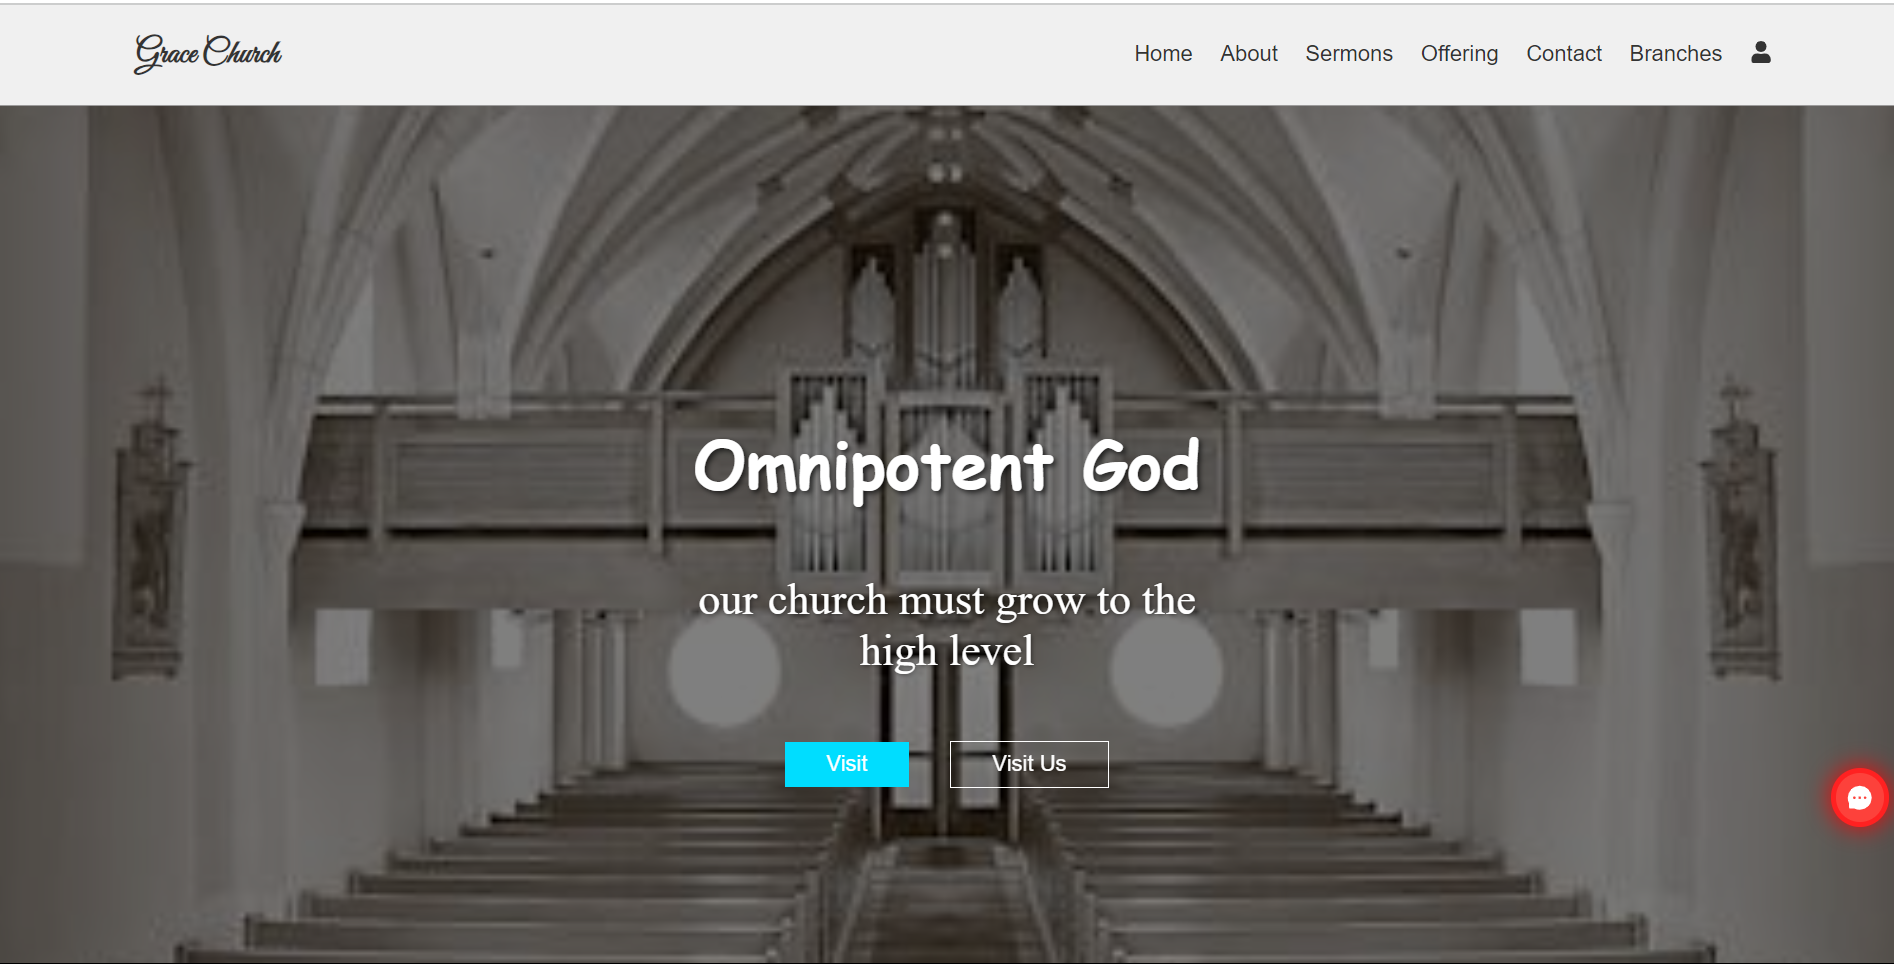 Grace Church
Home About Sermons Offering Contact Branches
Omnipotent God
our church must grow to the
high level
Visit Visit Us